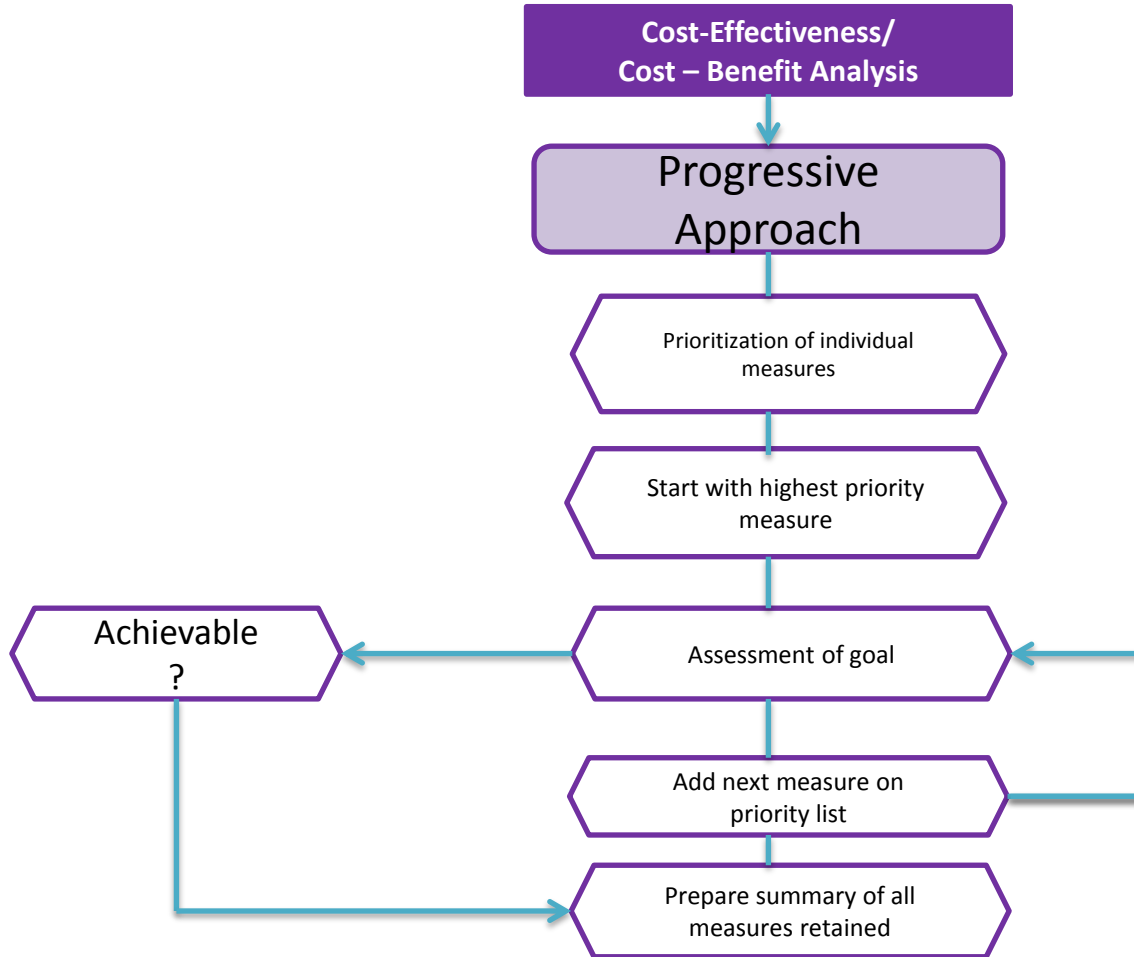 Cost-Effectiveness/
Cost – Benefit Analysis
Progressive
Approach
Prioritization of individual
measures
Start with highest priority
measure
Achievable
?
Assessment of goal
Add next measure on
priority list
Prepare summary of all
measures retained